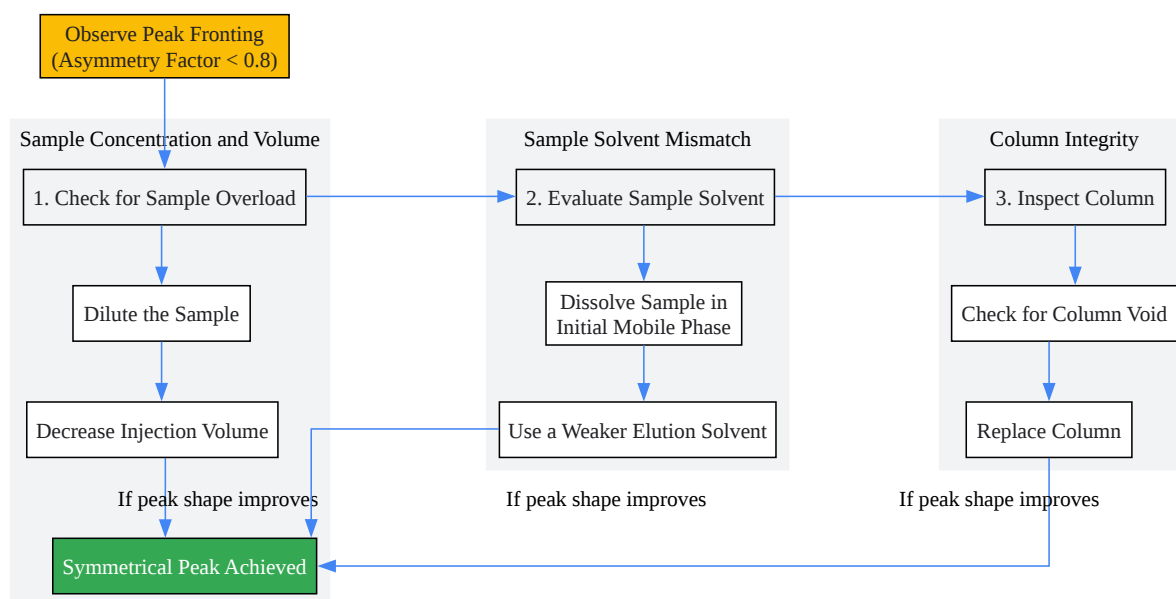 Observe Peak Fronting
(Asymmetry Factor < 0.8)
Sample Concentration and Volume
Sample Solvent Mismatch
Column Integrity
1. Check for Sample Overload
2. Evaluate Sample Solvent
3. Inspect Column
Dilute the Sample
Dissolve Sample in
Initial Mobile Phase
Check for Column Void
Decrease Injection Volume
Use a Weaker Elution Solvent
Replace Column
If peak shape improves
If peak shape improves
If peak shape improves
Symmetrical Peak Achieved